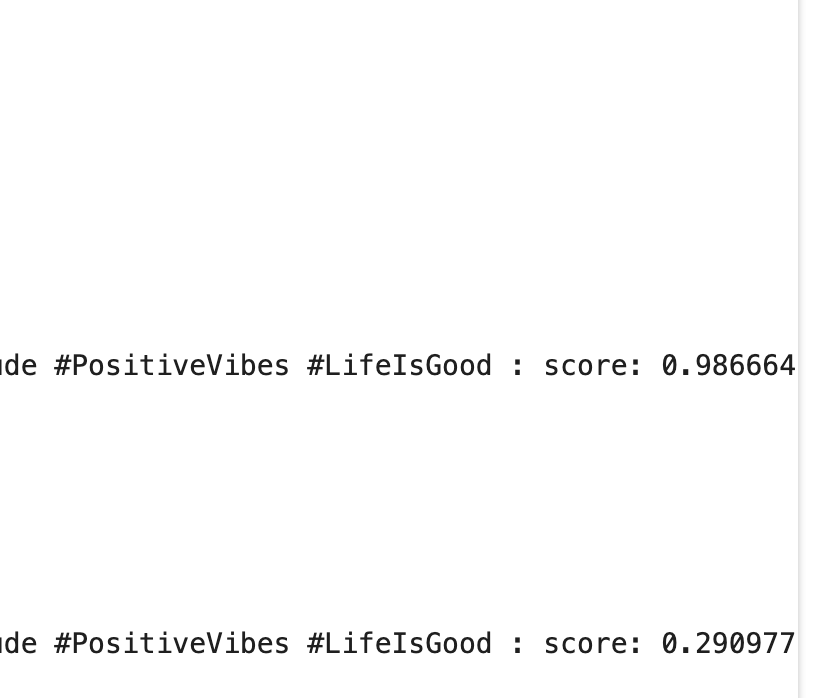 de #PositiveVibes #LifeIsGood : score: 0.986664
de #PositiveVibes #LifeIsGood : score: 0.290977